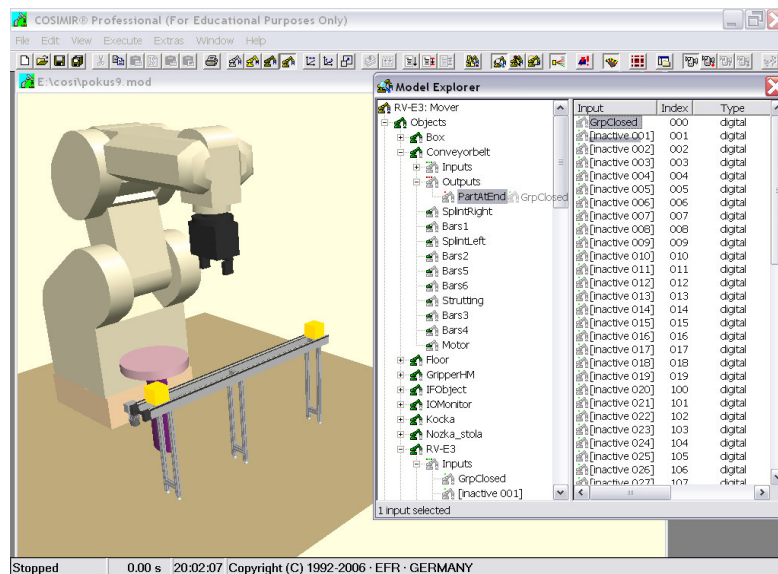 COSIMIR® Professional (For Educational Purposes Only)
File Edit View Execute Extras Window Help
E:\cosi\pokus9.mod
Model Explorer
RV-E3: Mover
Objects
Box
Conveyorbelt
Inputs
Outputs
PartAtEnd GrpClosed
SplintRight
Bars1
SplintLeft
Bars2
Bars5
Bars6
Strutting
Bars3
Bars4
Motor
Floor
GripperHM
IFObject
IOMonitor
Kocka
Nozka_stola
RV-E3
Inputs
GrpClosed
[inactive 001]
Input Index Type
GrpClosed 000 digital
[inactive 001] 001 digital
[inactive 002] 002 digital
[inactive 003] 003 digital
[inactive 004] 004 digital
[inactive 005] 005 digital
[inactive 006] 006 digital
[inactive 007] 007 digital
[inactive 008] 008 digital
[inactive 009] 009 digital
[inactive 010] 010 digital
[inactive 011] 011 digital
[inactive 012] 012 digital
[inactive 013] 013 digital
[inactive 014] 014 digital
[inactive 015] 015 digital
[inactive 016] 016 digital
[inactive 017] 017 digital
[inactive 018] 018 digital
[inactive 019] 019 digital
[inactive 020] 100 digital
[inactive 021] 101 digital
[inactive 022] 102 digital
[inactive 023] 103 digital
[inactive 024] 104 digital
[inactive 025] 105 digital
[inactive 026] 106 digital
[inactive 027] 107 digital
1 input selected
Stopped 0.00 s 20:02:07 Copyright (C) 1992-2006 · EFR · GERMANY